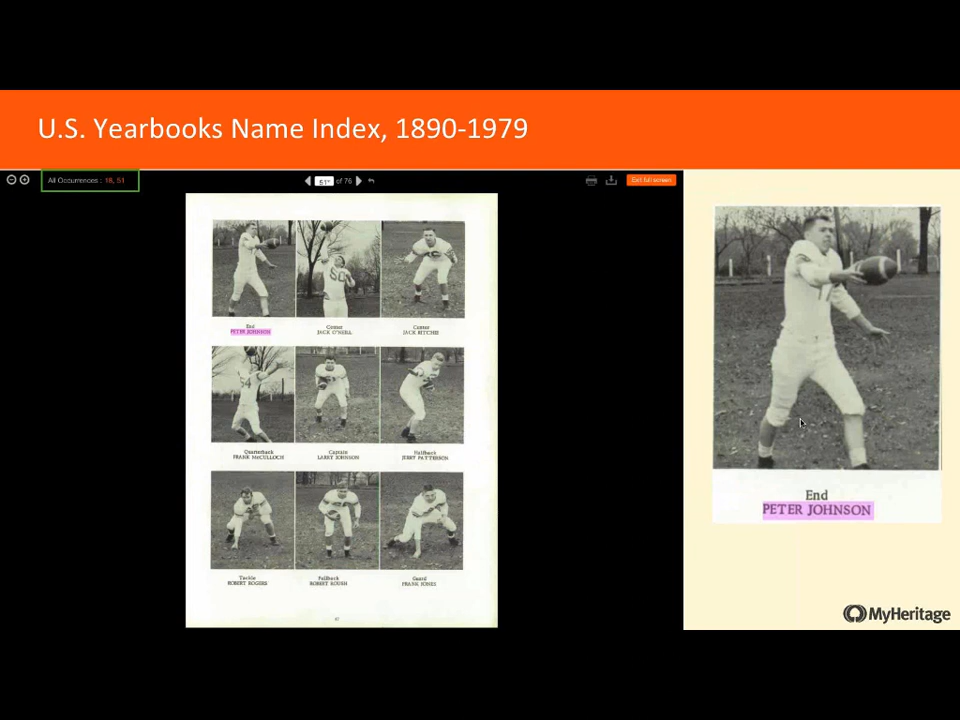 U.S. Yearbooks Name Index, 1890-1979
All Occurrences : 18, 51
51* of 76
Exit full screen
End
PETER JOHNSON
Center
JACK O'NEILL
Center
JACK RITCHIE
Quarterback
FRANK McCULLOCH
Captain
LARRY JOHNSON
Halfback
JERRY PATTERSON
Tackle
ROBERT ROGERS
Fullback
ROBERT ROUSH
Guard
FRANK JONES
End
PETER JOHNSON
MyHeritage